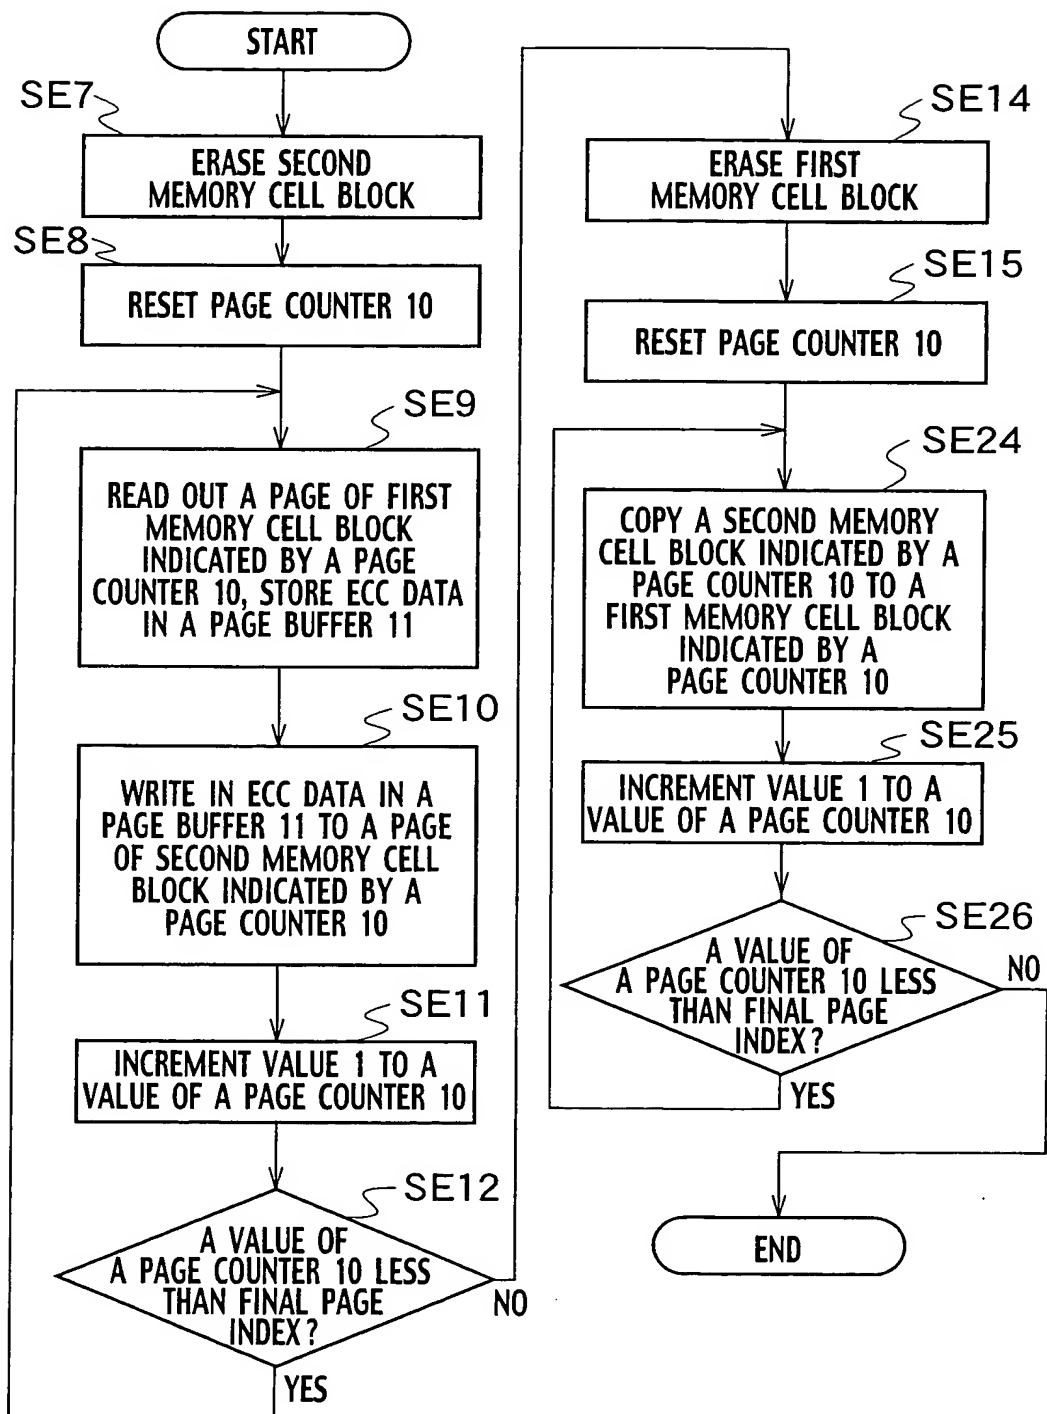 START
SE7
ERASE SECOND
MEMORY CELL BLOCK
SE8
RESET PAGE COUNTER 10
SE9
READ OUT A PAGE OF FIRST
MEMORY CELL BLOCK
INDICATED BY A PAGE
COUNTER 10, STORE ECC DATA
IN A PAGE BUFFER 11
SE10
WRITE IN ECC DATA IN A
PAGE BUFFER 11 TO A PAGE
OF SECOND MEMORY CELL
BLOCK INDICATED BY A
PAGE COUNTER 10
SE11
INCREMENT VALUE 1 TO A
VALUE OF A PAGE COUNTER 10
SE12
A VALUE OF
A PAGE COUNTER 10 LESS
THAN FINAL PAGE
INDEX?
NO
YES
SE14
ERASE FIRST
MEMORY CELL BLOCK
SE15
RESET PAGE COUNTER 10
SE24
COPY A SECOND MEMORY
CELL BLOCK INDICATED BY A
PAGE COUNTER 10 TO A
FIRST MEMORY CELL BLOCK
INDICATED BY A
PAGE COUNTER 10
SE25
INCREMENT VALUE 1 TO A
VALUE OF A PAGE COUNTER 10
SE26
A VALUE OF
A PAGE COUNTER 10 LESS
THAN FINAL PAGE
INDEX?
NO
YES
END